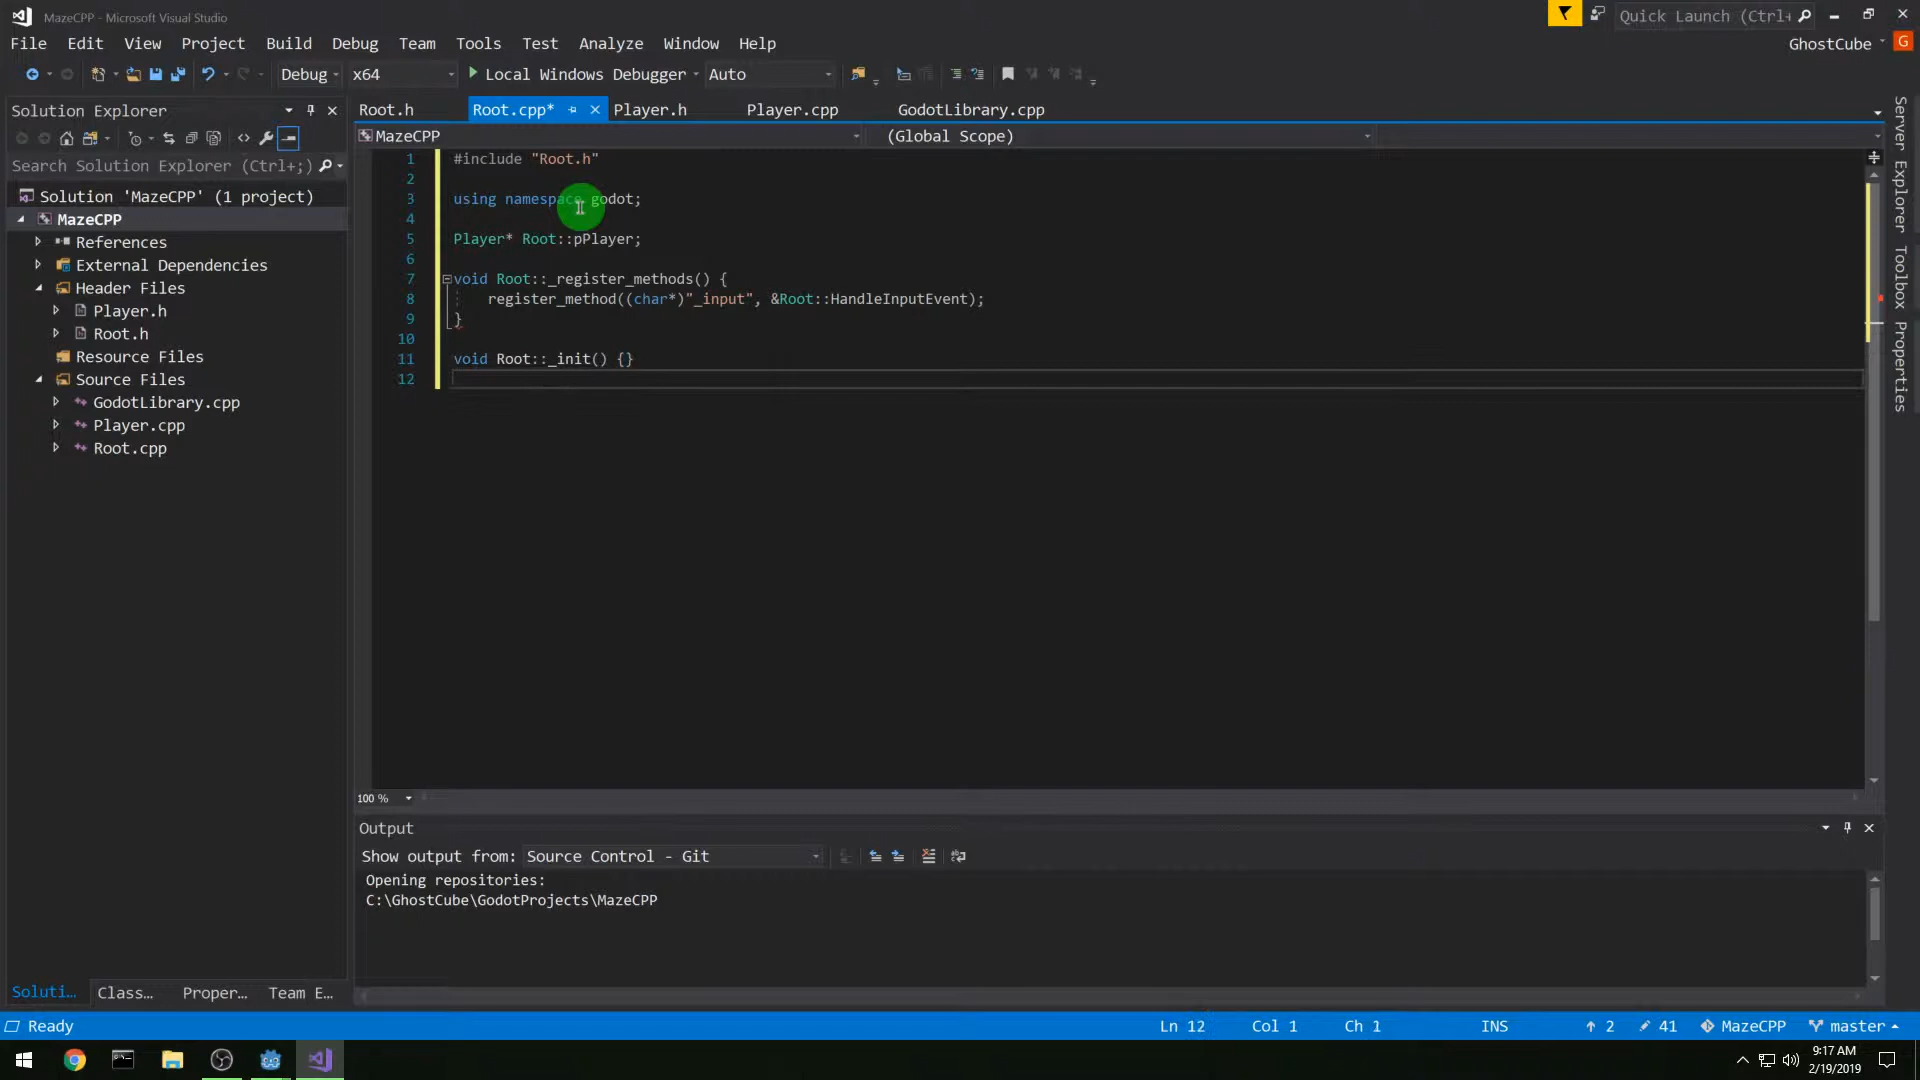 MazeCPP - Microsoft Visual Studio
Quick Launch (Ctrl+
File Edit View Project Build Debug Team Tools Test Analyze Window Help
GhostCube G
Debug x64 Local Windows Debugger Auto
Solution Explorer
Search Solution Explorer (Ctrl+;)
Solution 'MazeCPP' (1 project)
MazeCPP
References
External Dependencies
Header Files
Player.h
Root.h
Resource Files
Source Files
GodotLibrary.cpp
Player.cpp
Root.cpp
Soluti... Class... Proper... Team E...
Root.h Root.cpp* Player.h Player.cpp GodotLibrary.cpp
MazeCPP (Global Scope)
1 #include "Root.h"
2
3 using namespace godot;
4
5 Player* Root::pPlayer;
6
7 void Root::_register_methods() {
8 register_method((char*)"_input", &Root::HandleInputEvent);
9 }
10
11 void Root::_init() {}
12
100 %
Server Explorer
Toolbox
Properties
Output
Show output from: Source Control - Git
Opening repositories:
C:\GhostCube\GodotProjects\MazeCPP
Ready Ln 12 Col 1 Ch 1 INS 2 41 MazeCPP master
9:17 AM
2/19/2019